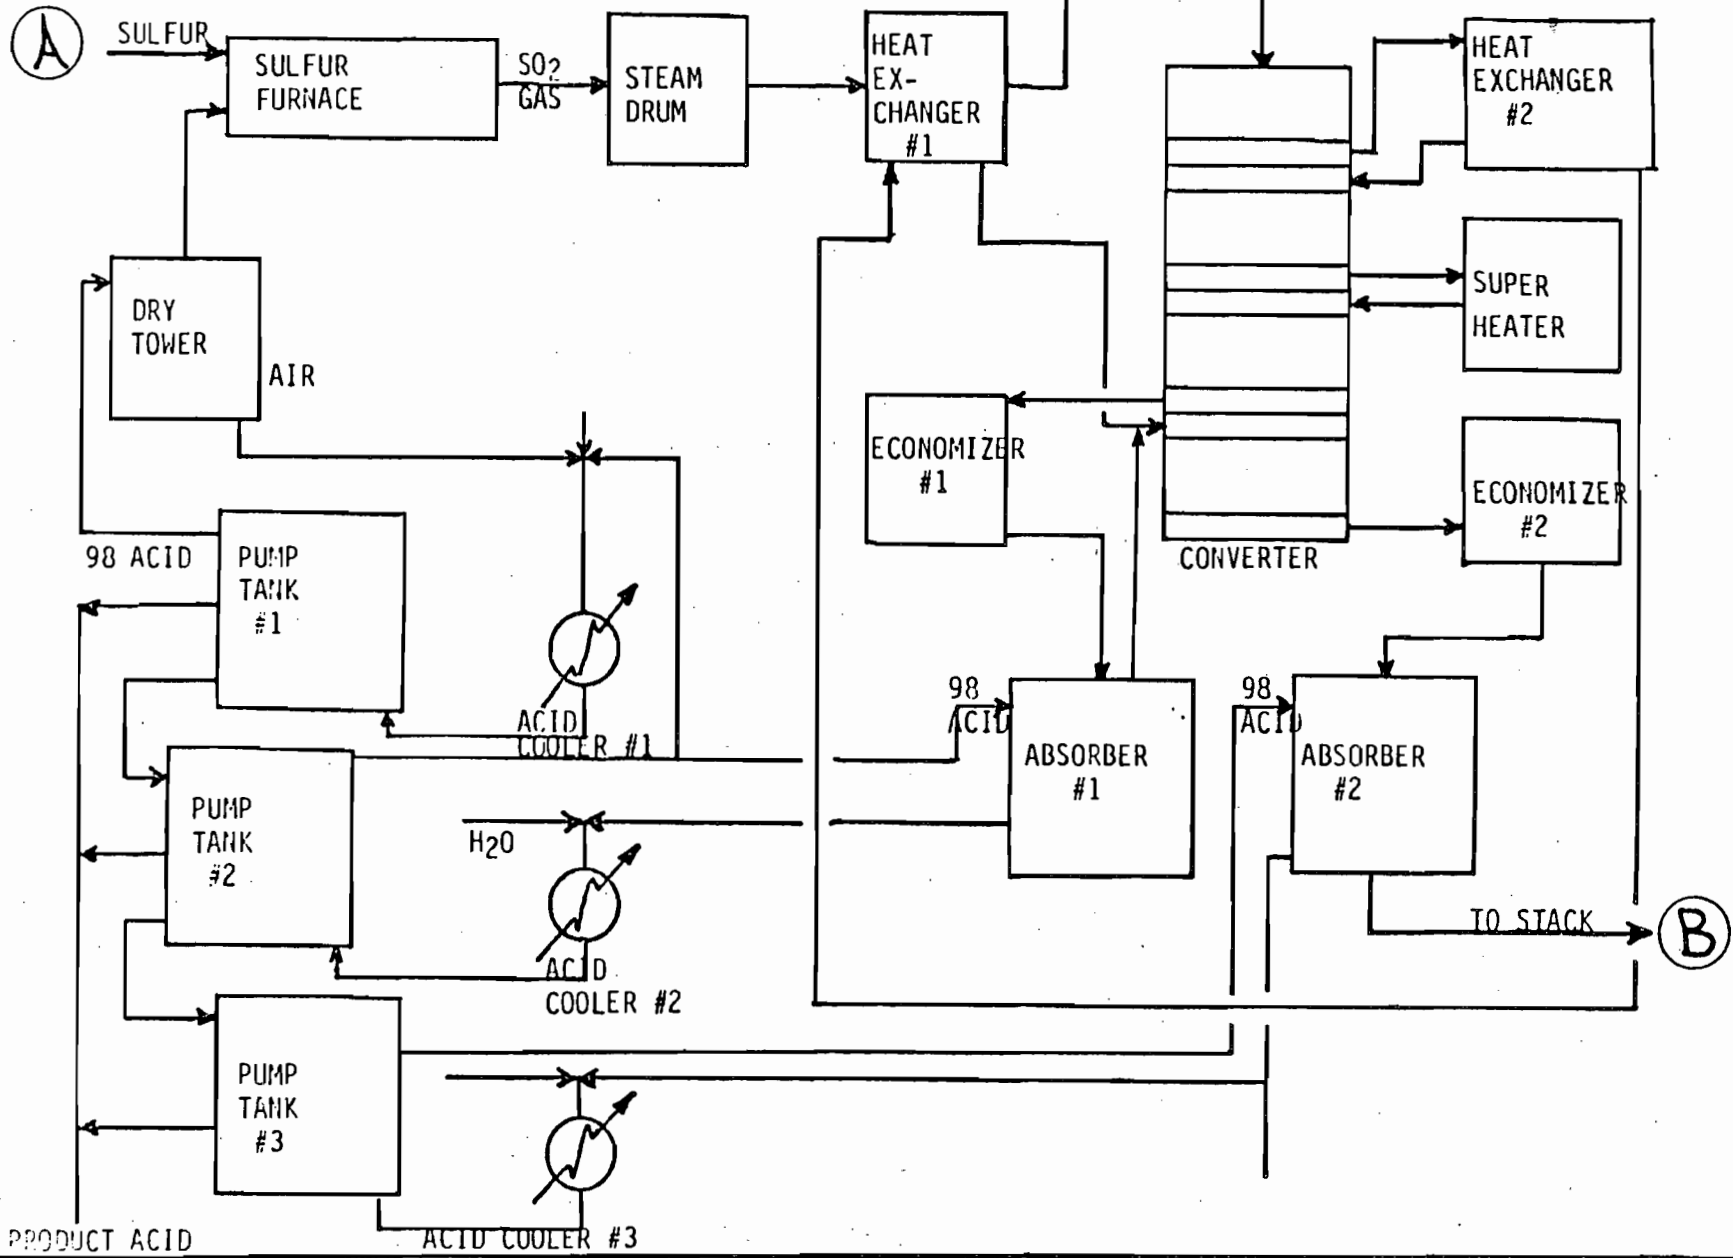 A
SULFUR
SULFUR
FURNACE
SO2
GAS
STEAM
DRUM
HEAT
EX-
CHANGER
#1
HEAT
EXCHANGER
#2
DRY
TOWER
AIR
SUPER
HEATER
ECONOMIZER
#1
ECONOMIZER
#2
CONVERTER
98 ACID
PUMP
TANK
#1
ACID
COOLER #1
98
ACID
ABSORBER
#1
98
ACID
ABSORBER
#2
PUMP
TANK
#2
H2O
ACID
COOLER #2
TO STACK
B
PUMP
TANK
#3
PRODUCT ACID
ACID COOLER #3